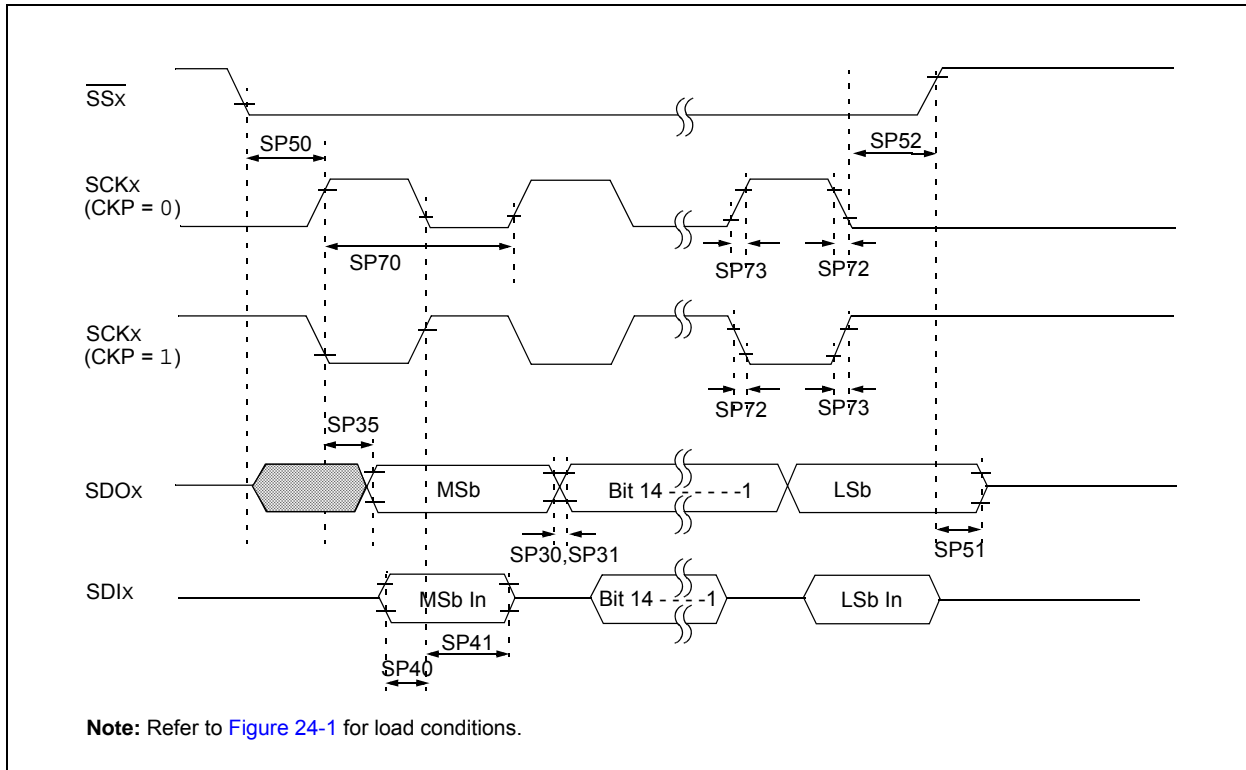 SSx
SP50
SP52
SCKx
(CKP = 0)
SP70
SP73
SP72
SCKx
(CKP = 1)
SP72
SP73
SP35
SDOx
MSb
Bit 14 - - - - - -1
LSb
SP30,SP31
SP51
SDIx
MSb In
Bit 14 - - - -1
LSb In
SP41
SP40
Note: Refer to Figure 24-1 for load conditions.